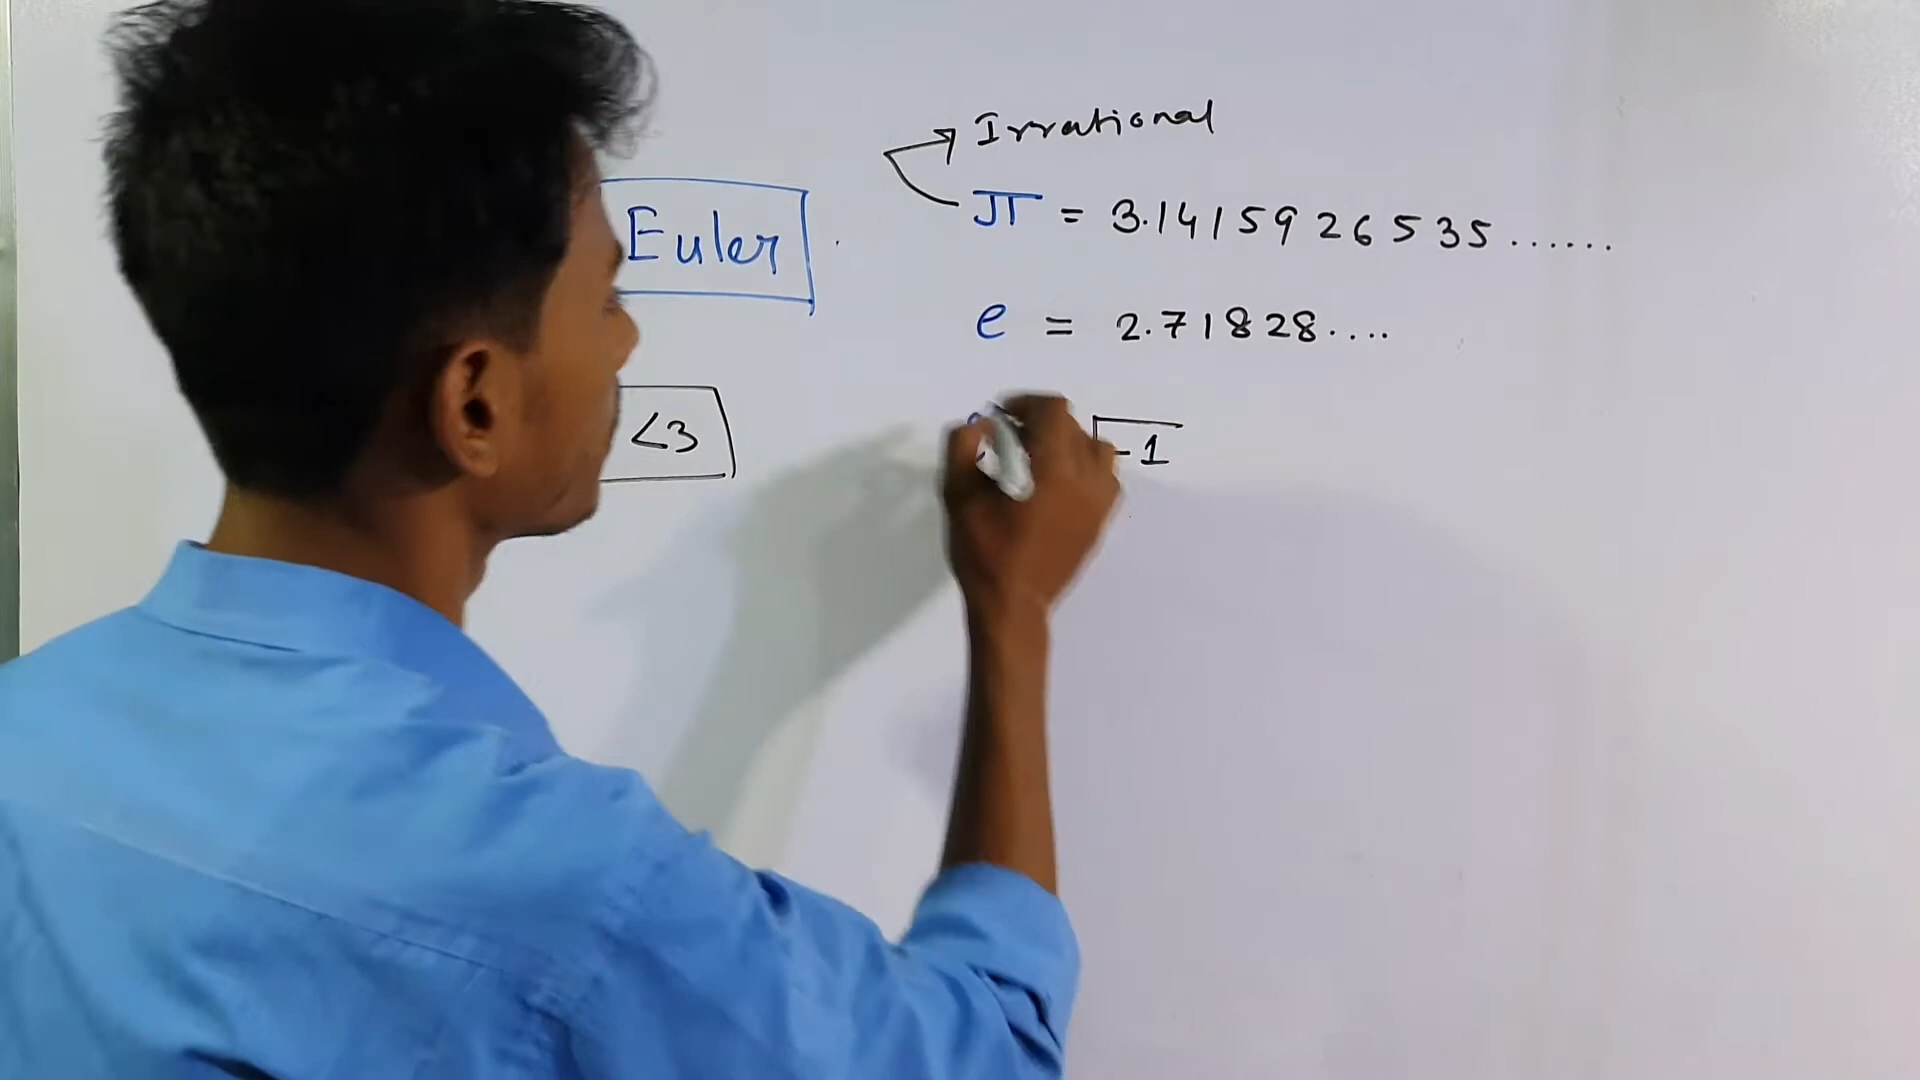 Irrational
Euler
π = 3.1415926535......
e = 2.71828....
<3
√-1